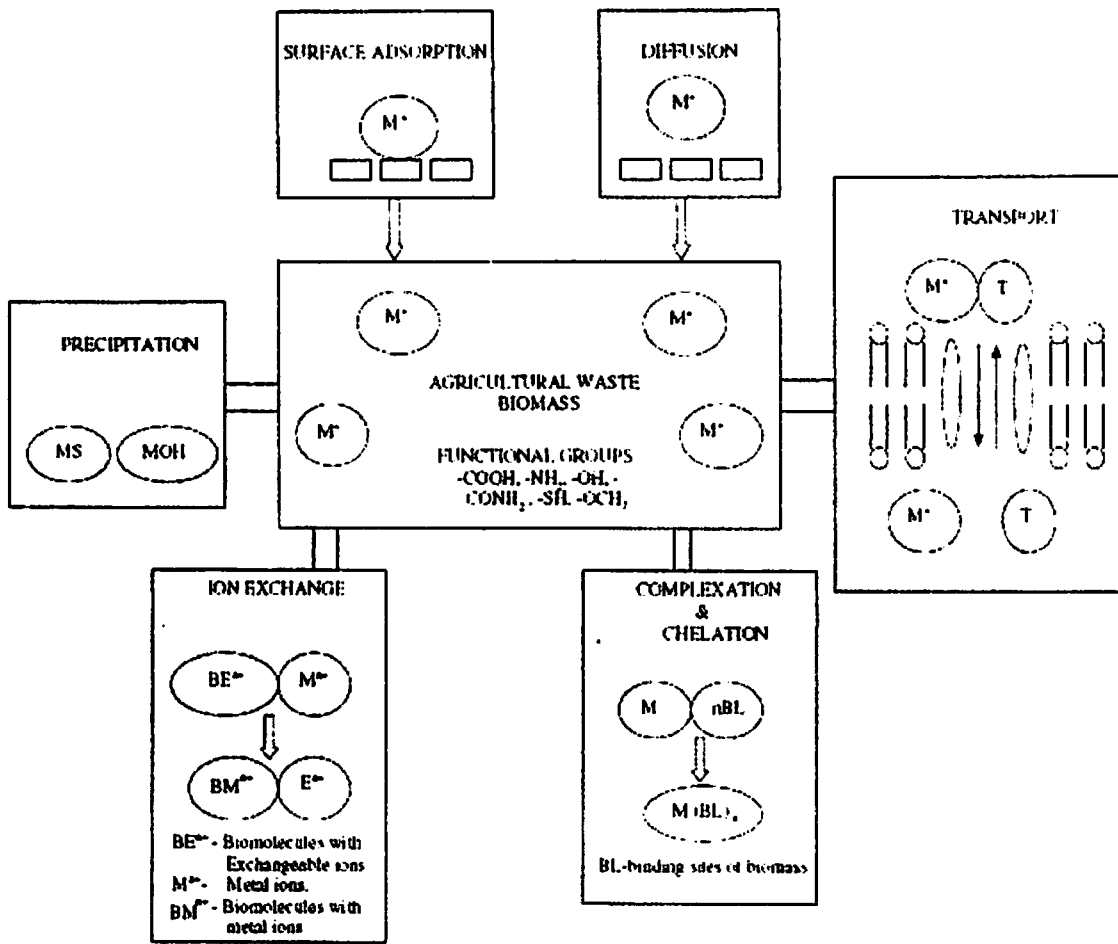 SURFACE ADSORPTION
M⁺
DIFFUSION
M⁺
TRANSPORT
M⁺ T
M⁺ T
PRECIPITATION
MS MOH
M⁺ M⁺
AGRICULTURAL WASTE
BIOMASS
M⁺ M⁺
FUNCTIONAL GROUPS
-COOH, -NH, -OH, -
CONH₂, -SH, -OCH
ION EXCHANGE
BEⁿ⁺ Mⁿ⁺
BMⁿ⁺ Eⁿ⁺
BEⁿ⁺ - Biomolecules with
Exchangeable ions
Mⁿ⁺- Metal ions.
BMⁿ⁺- Biomolecules with
metal ions
COMPLEXATION
&
CHELATION
M nBL
M (BL)ₙ
BL-binding sites of biomass